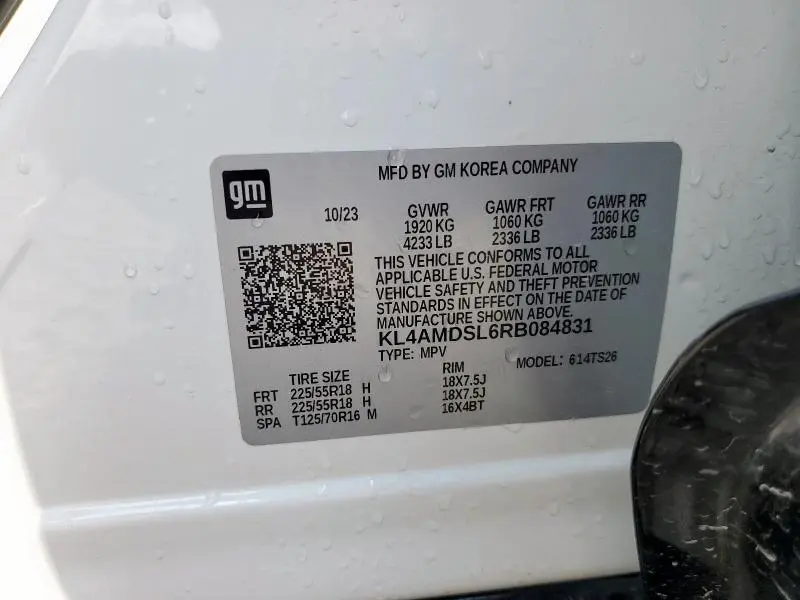 gm
MFD BY GM KOREA COMPANY
10/23
GVWR GAWR FRT GAWR RR
1920 KG 1060 KG 1060 KG
4233 LB 2336 LB 2336 LB
THIS VEHICLE CONFORMS TO ALL
APPLICABLE U.S. FEDERAL MOTOR
VEHICLE SAFETY AND THEFT PREVENTION
STANDARDS IN EFFECT ON THE DATE OF
MANUFACTURE SHOWN ABOVE.
KL4AMDSL6RB084831
TYPE: MPV MODEL: 614TS26
TIRE SIZE RIM
FRT 225/55R18 H 18X7.5J
RR 225/55R18 H 18X7.5J
SPA T125/70R16 M 16X4BT